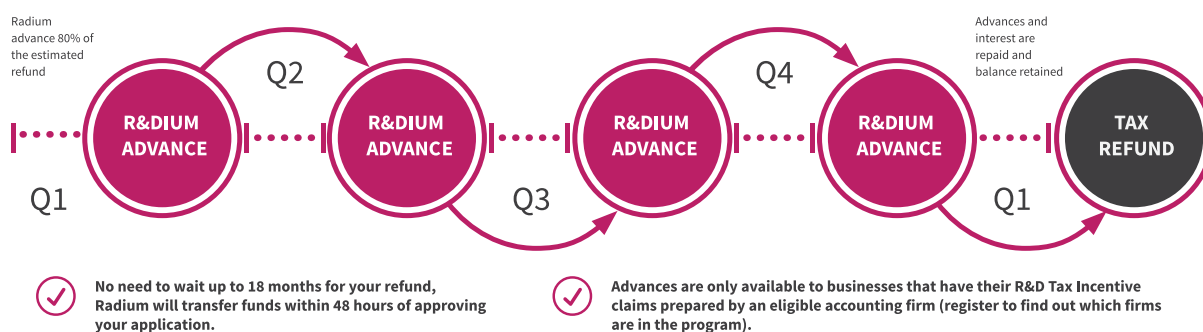 Radium
advance 80% of
the estimated
refund
Q2
Q4
Advances and
interest are
repaid and
balance retained
R&DIUM
ADVANCE
R&DIUM
ADVANCE
R&DIUM
ADVANCE
R&DIUM
ADVANCE
TAX
REFUND
Q1
Q3
Q1
No need to wait up to 18 months for your refund,
Radium will transfer funds within 48 hours of approving
your application.
Advances are only available to businesses that have their R&D Tax Incentive
claims prepared by an eligible accounting firm (register to find out which firms
are in the program).